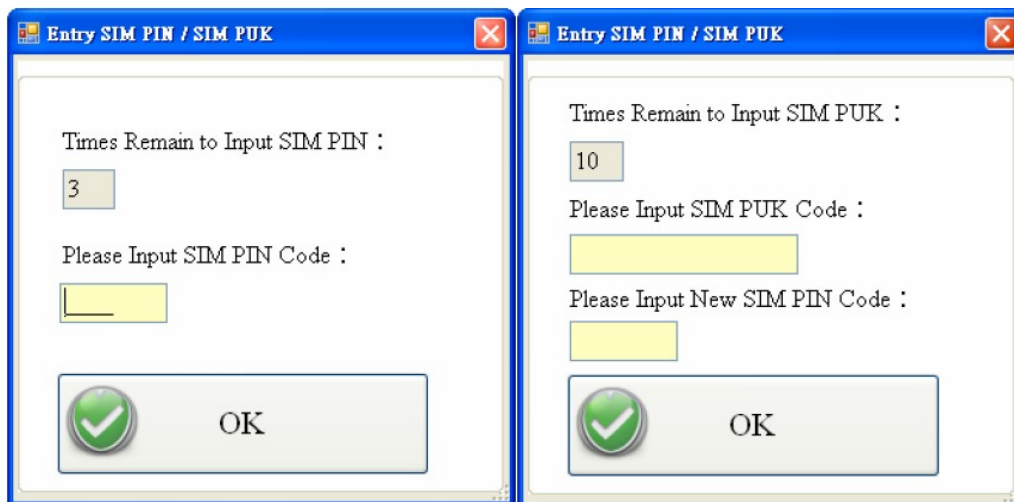 Entry SIM PIN / SIM PUK
Times Remain to Input SIM PIN：
3
Please Input SIM PIN Code：
OK
Entry SIM PIN / SIM PUK
Times Remain to Input SIM PUK：
10
Please Input SIM PUK Code：
Please Input New SIM PIN Code：
OK